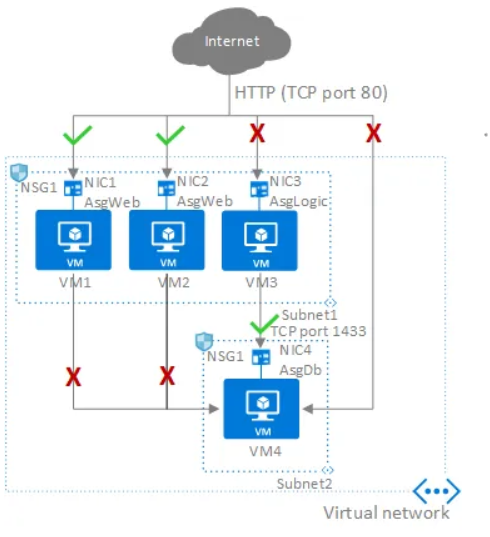 Internet
HTTP (TCP port 80)
NSG1
NIC1
AsgWeb
NIC2
AsgWeb
NIC3
AsgLogic
VM
VM
VM
VM1
VM2
VM3
Subnet1
TCP port 1433
NSG1
NIC4
AsgDb
VM
VM4
Subnet2
Virtual network